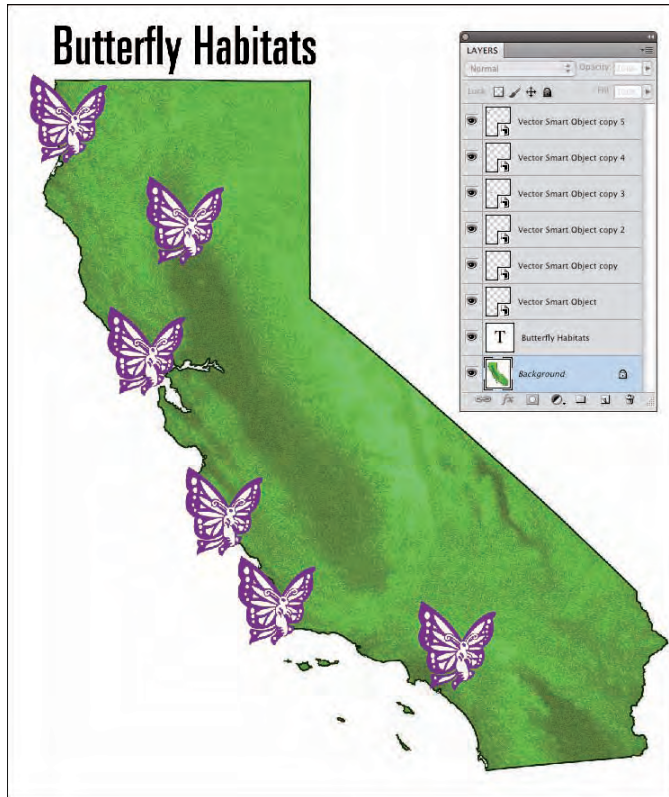 Butterfly Habitats
LAYERS
Normal
Opacity
Lock
Fill
Vector Smart Object copy 5
Vector Smart Object copy 4
Vector Smart Object copy 3
Vector Smart Object copy 2
Vector Smart Object copy
Vector Smart Object
T Butterfly Habitats
Background
fx